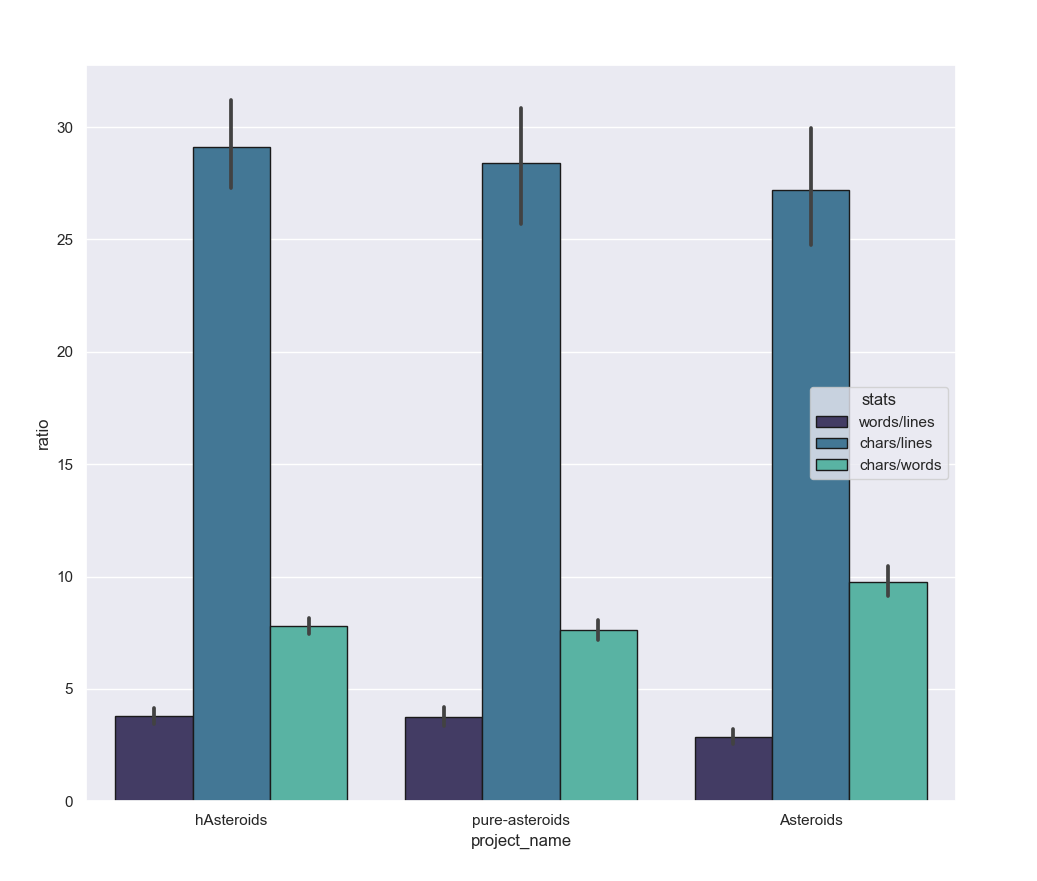 30
25
20
15
10
5
0
ratio
stats
words/lines
chars/lines
chars/words
hAsteroids
pure-asteroids
Asteroids
project_name